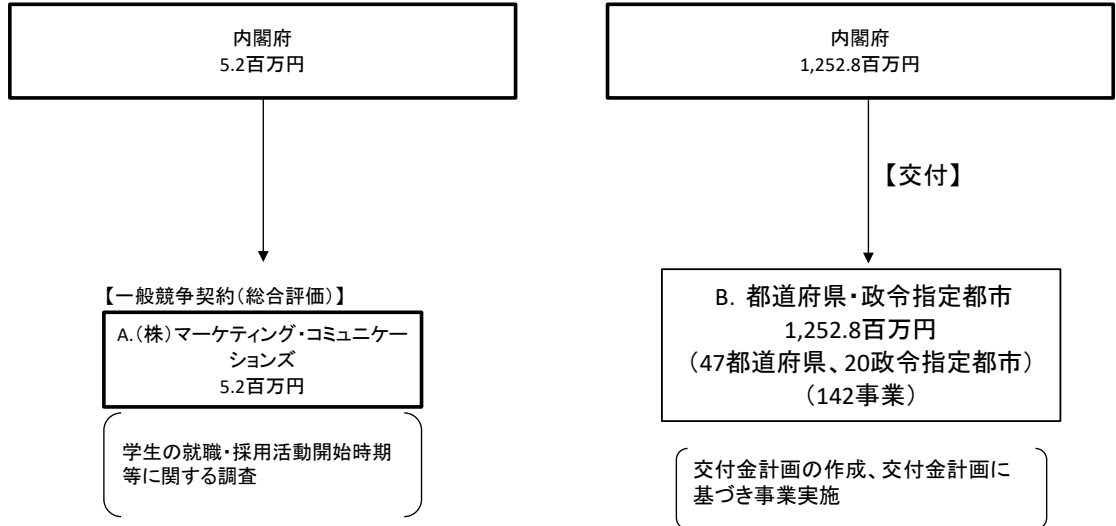 内閣府
5.2百万円
【一般競争契約(総合評価)】
A.(株)マーケティング・コミュニケー
ションズ
5.2百万円
学生の就職・採用活動開始時期
等に関する調査
内閣府
1,252.8百万円
【交付】
B. 都道府県・政令指定都市
1,252.8百万円
(47都道府県、20政令指定都市)
(142事業)
交付金計画の作成、交付金計画に
基づき事業実施